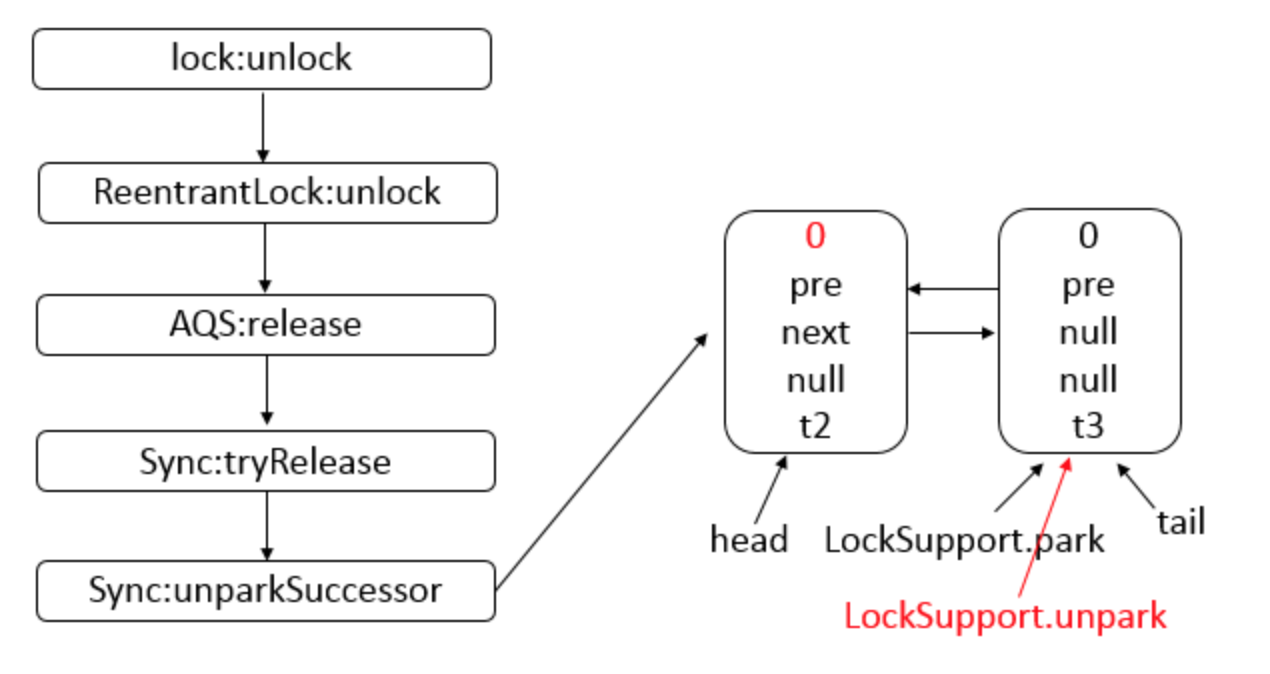 lock:unlock
ReentrantLock:unlock
AQS:release
Sync:tryRelease
Sync:unparkSuccessor
0
pre
next
null
t2
0
pre
null
null
t3
head
LockSupport.park
tail
LockSupport.unpark